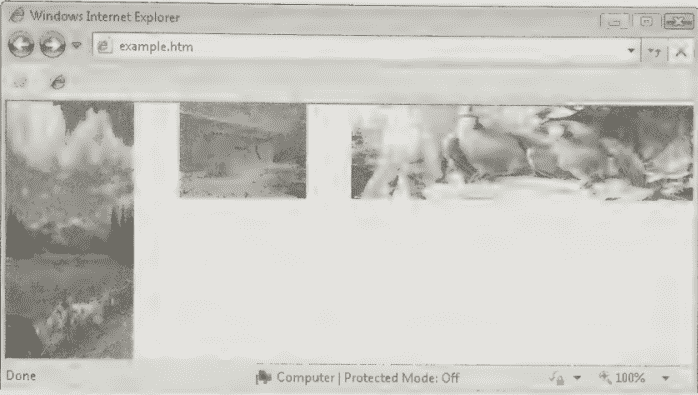 Windows Internet Explorer
example.htm
Done
Computer | Protected Mode: Off
100%